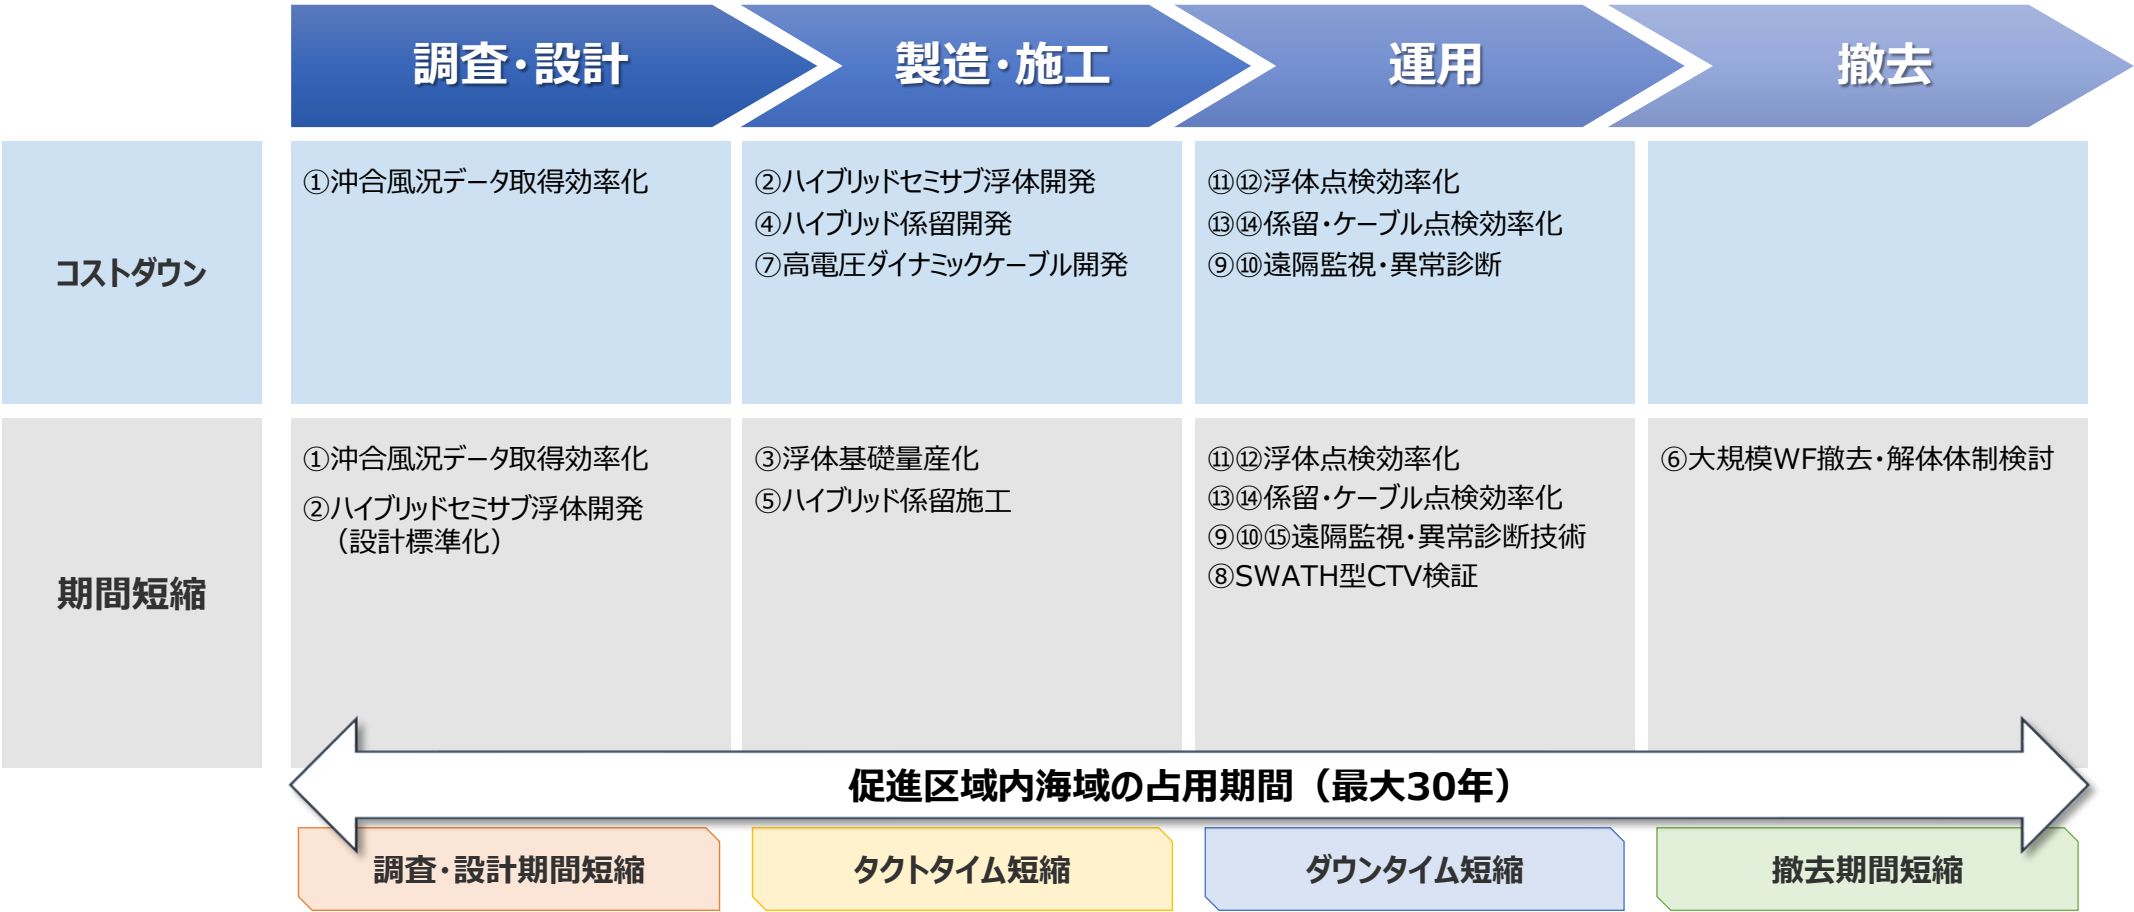 調査・設計
製造・施工
運用
撤去
コストダウン
①沖合風況データ取得効率化
②ハイブリッドセミサブ浮体開発
④ハイブリッド係留開発
⑦高電圧ダイナミックケーブル開発
⑪⑫浮体点検効率化
⑬⑭係留・ケーブル点検効率化
⑨⑩遠隔監視・異常診断
期間短縮
①沖合風況データ取得効率化
②ハイブリッドセミサブ浮体開発
（設計標準化）
③浮体基礎量産化
⑤ハイブリッド係留施工
⑪⑫浮体点検効率化
⑬⑭係留・ケーブル点検効率化
⑨⑩⑮遠隔監視・異常診断技術
⑧SWATH型CTV検証
⑥大規模WF撤去・解体体制検討
促進区域内海域の占用期間（最大30年）
調査・設計期間短縮
タクトタイム短縮
ダウンタイム短縮
撤去期間短縮